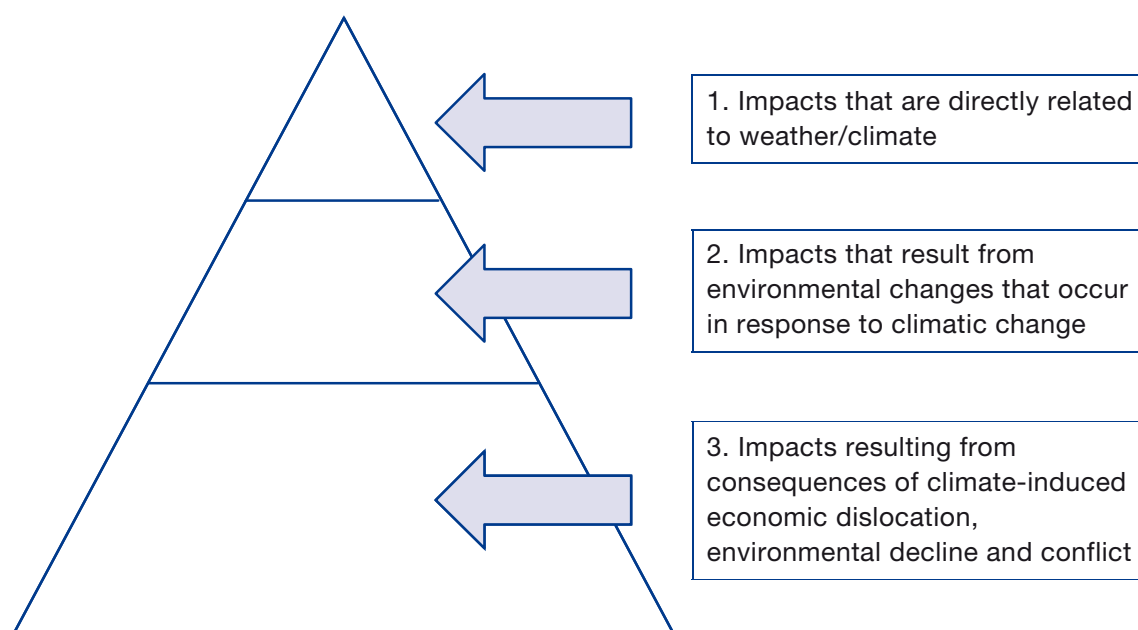 1. Impacts that are directly related
to weather/climate
2. Impacts that result from
environmental changes that occur
in response to climatic change
3. Impacts resulting from
consequences of climate-induced
economic dislocation,
environmental decline and conflict